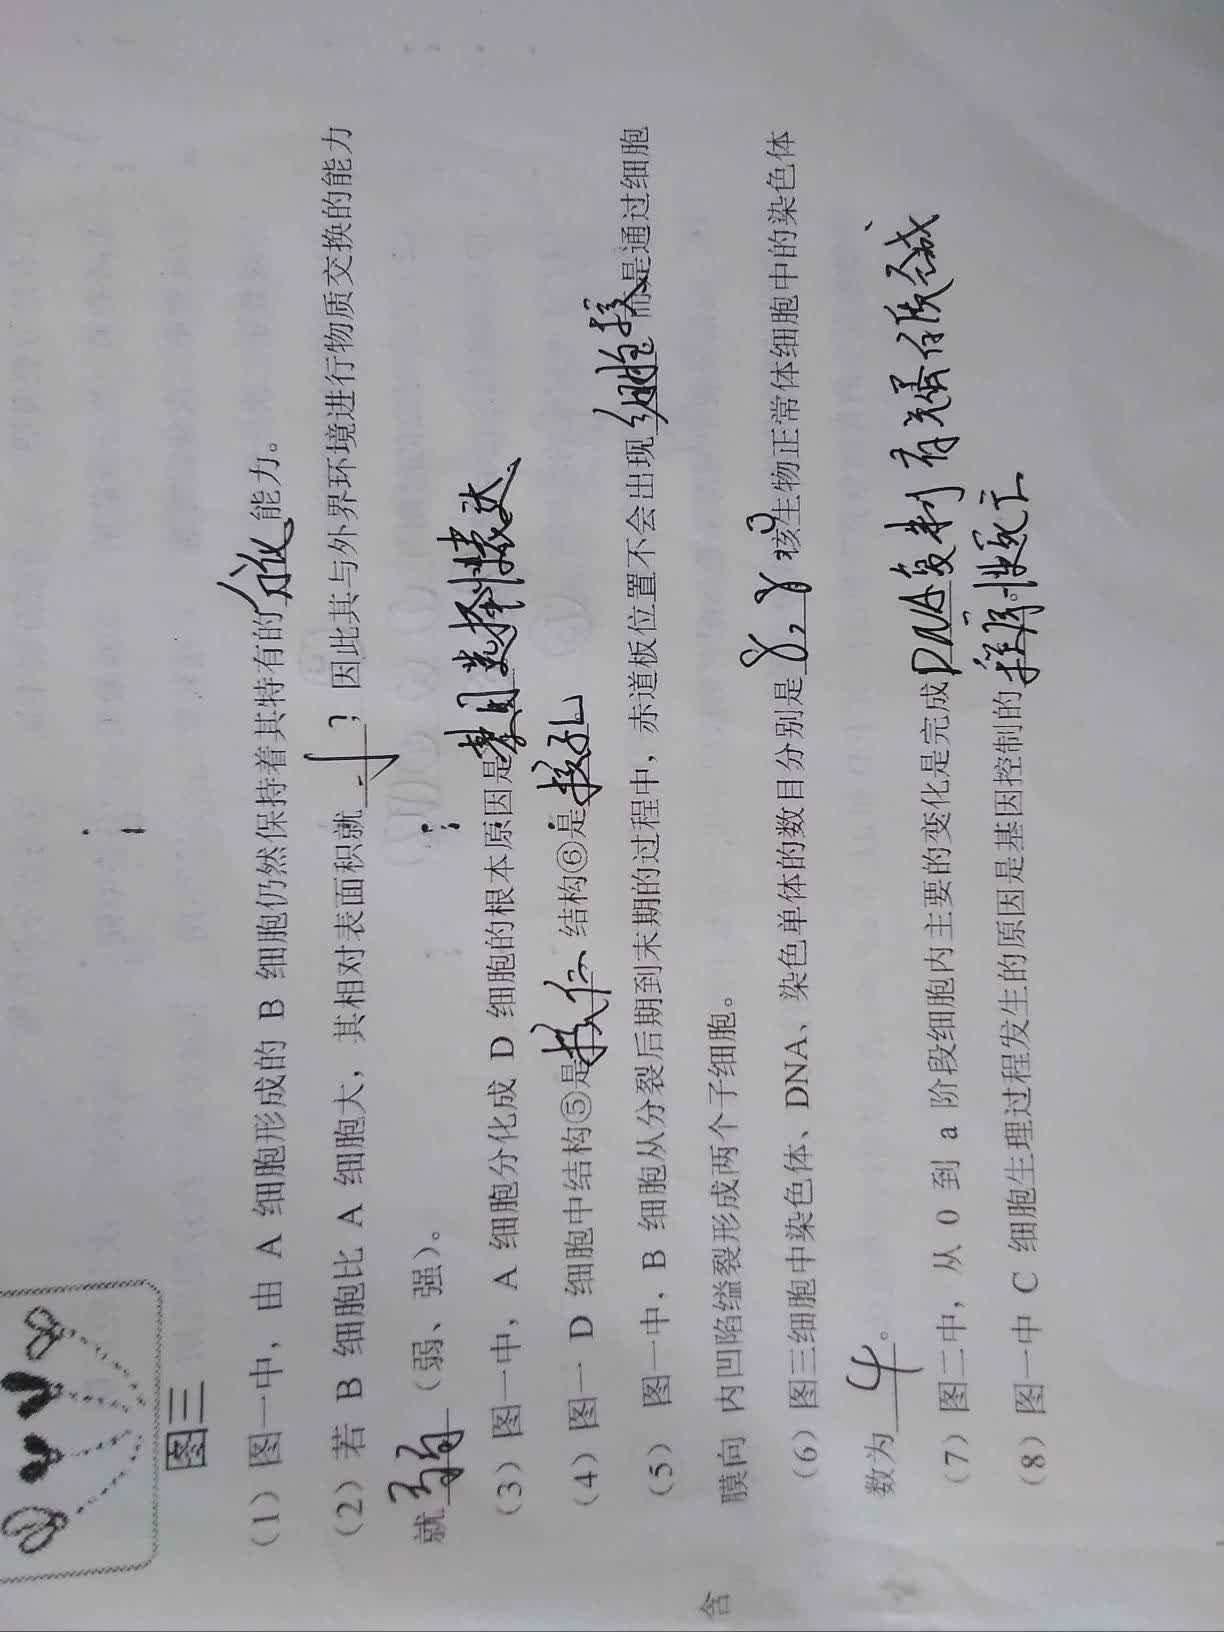 图三
（1）图一中，由 A 细胞形成的 B 细胞仍然保持着其特有的 能力。
（2）若 B 细胞比 A 细胞大，其相对表面积就 小 ；因此其与外界环境进行物质交换的能力
就 弱 （弱、强）。
（3）图一中，A 细胞分化成 D 细胞的根本原因是 基因选择性表达。
（4）图一 D 细胞中结构⑤是 核仁 结构⑥是 核孔
（5）图一中，B 细胞从分裂后期到末期的过程中，赤道板位置不会出现 细胞板 而是通过细胞
膜向 内凹陷缢裂形成两个子细胞。
（6）图三细胞中染色体、DNA、染色单体的数目分别是 8，8 核生物正常体细胞中的染色体
数为 4 。
（7）图二中，从 0 到 a 阶段细胞内主要的变化是完成 DNA复制 有关蛋白质合成
（8）图一中 C 细胞生理过程发生的原因是基因控制的 程序性死亡
含